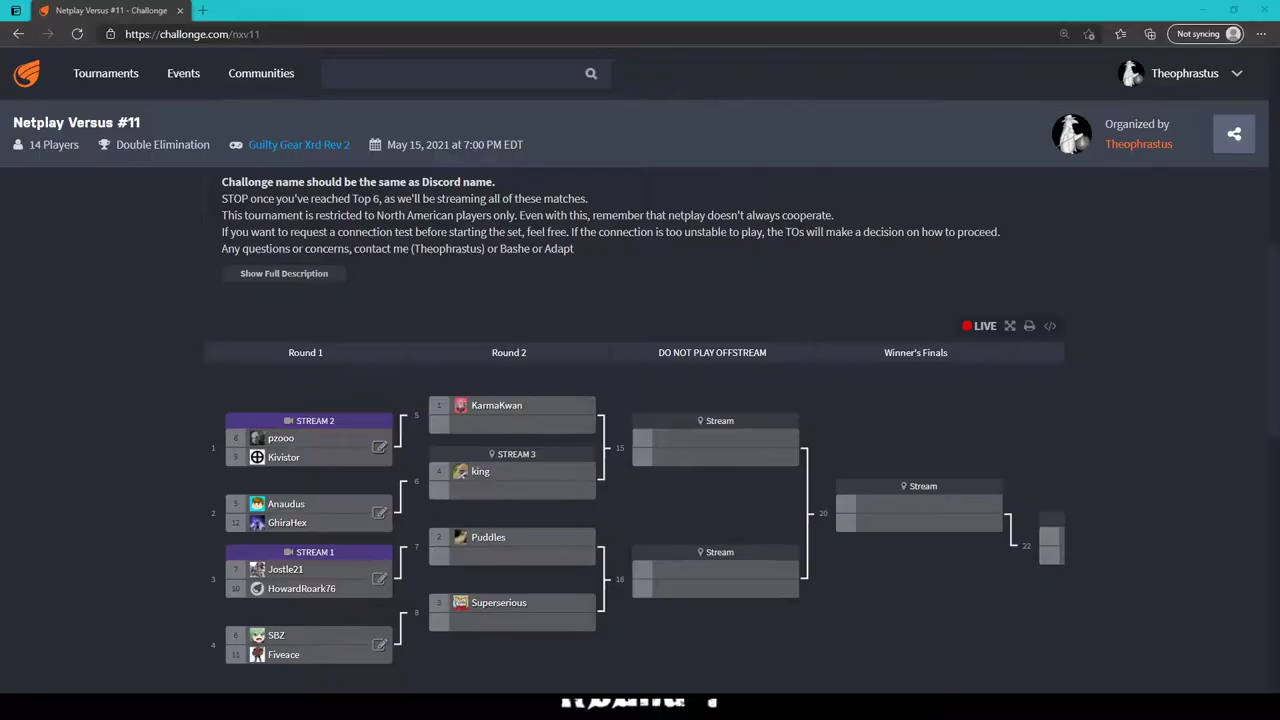 Netplay Versus #11 - Challonge
https://challonge.com/nxv11
Not syncing
Tournaments
Events
Communities
Theophrastus
Netplay Versus #11
14 Players
Double Elimination
Guilty Gear Xrd Rev 2
May 15, 2021 at 7:00 PM EDT
Organized by
Theophrastus
Challonge name should be the same as Discord name.
STOP once you've reached Top 6, as we'll be streaming all of these matches.
This tournament is restricted to North American players only. Even with this, remember that netplay doesn't always cooperate.
If you want to request a connection test before starting the set, feel free. If the connection is too unstable to play, the TOs will make a decision on how to proceed.
Any questions or concerns, contact me (Theophrastus) or Bashe or Adapt
Show Full Description
LIVE
Round 1
Round 2
DO NOT PLAY OFFSTREAM
Winner's Finals
STREAM 2
1
pzooo
9 Kivistor
2
5 Anaudus
12 GhiraHex
STREAM 1
3
7 Jostle21
10 HowardRoark76
4
SBZ
11 Fiveace
5
1 KarmaKwan
STREAM 3
6
4 king
7
2 Puddles
8
3 Superserious
Stream
15
Stream
16
Stream
20
22